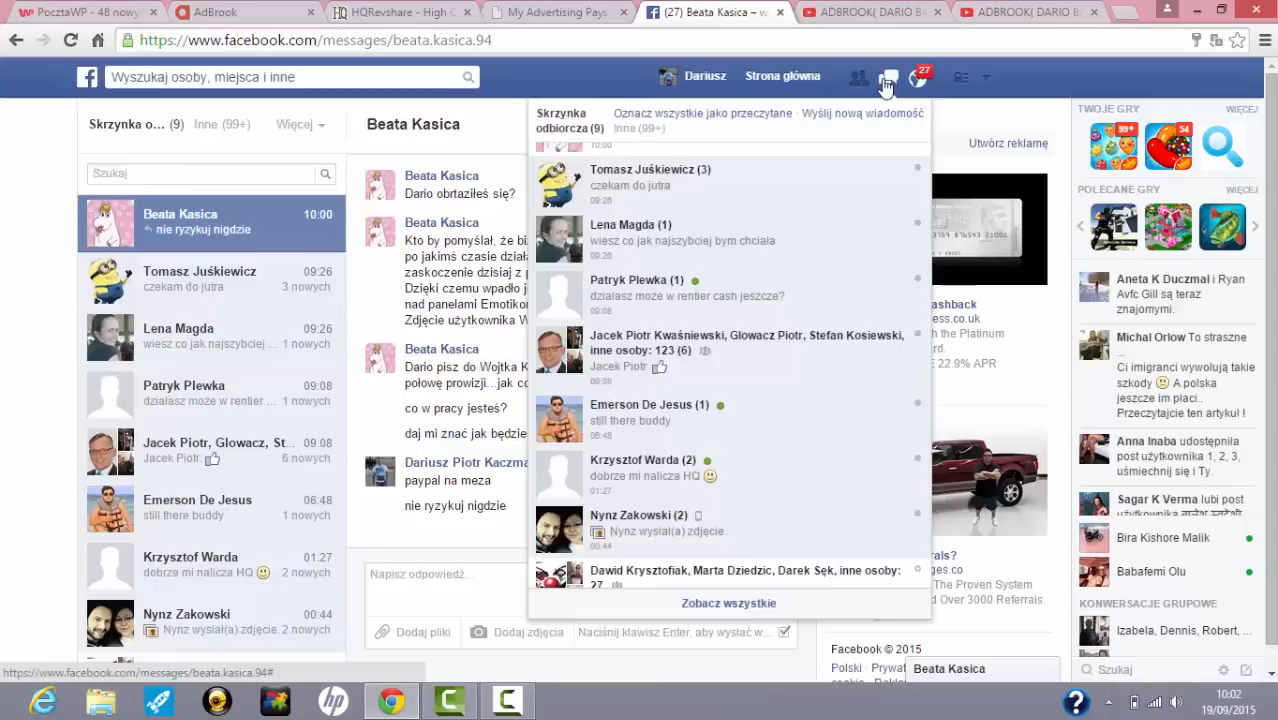 PocztaWP - 48 nowy
AdBrook
HQRevshare - High C
My Advertising Pays
(27) Beata Kasica – w
ADBROOK( DARIO BA
ADBROOK( DARIO BA
https://www.facebook.com/messages/beata.kasica.94
Wyszukaj osoby, miejsca i inne
Dariusz
Strona główna
27
Skrzynka o... (9)
Inne (99+)
Więcej
Szukaj
Beata Kasica
10:00
nie ryzykuj nigdzie
Tomasz Juśkiewicz
09:26
czekam do jutra
3 nowych
Lena Magda
09:26
wiesz co jak najszybciej ...
1 nowych
Patryk Plewka
09:08
działasz może w rentier ...
1 nowych
Jacek Piotr, Glowacz, St...
09:08
Jacek Piotr:
6 nowych
Emerson De Jesus
06:48
still there buddy
1 nowych
Krzysztof Warda
01:27
dobrze mi nalicza HQ
2 nowych
Nynz Zakowski
00:44
Nynz wysłał(a) zdjęcie.
2 nowych
https://www.facebook.com/messages/beata.kasica.94#
Beata Kasica
Beata Kasica
Dario obrtaziłeś się?
Beata Kasica
Kto by pomyślał, że bi
po jakimś czasie działa
zaskoczenie dzisiaj z p
Dzięki czemu wpadło j
nad panelami Emotikor
Zdjęcie użytkownika W
Beata Kasica
Dario pisz do Wojtka K
połowę prowizji...jak co
co w pracy jesteś?
daj mi znać jak będzie
Dariusz Piotr Kaczma
paypal na meza
nie ryzykuj nigdzie
Napisz odpowiedź...
Dodaj pliki
Dodaj zdjęcia
Naciśnij klawisz Enter, aby wysłać w...
Skrzynka
odbiorcza (9)
Oznacz wszystkie jako przeczytane · Wyślij nową wiadomość
Inne (99+)
10:00
Tomasz Juśkiewicz (3)
czekam do jutra
09:26
Lena Magda (1)
wiesz co jak najszybciej bym chciala
09:26
Patryk Plewka (1)
działasz może w rentier cash jeszcze?
09:08
Jacek Piotr Kwaśniewski, Glowacz Piotr, Stefan Kosiewski,
inne osoby: 123 (6)
Jacek Piotr:
09:08
Emerson De Jesus (1)
still there buddy
06:48
Krzysztof Warda (2)
dobrze mi nalicza HQ
01:27
Nynz Zakowski (2)
Nynz wysłał(a) zdjęcie.
00:44
Dawid Krysztofiak, Marta Dziedzic, Darek Sęk, inne osoby:
27
Zobacz wszystkie
Utwórz reklamę
ashback
ess.co.uk
h the Platinum
rd.
22.9% APR
rals?
ges.co
The Proven System
d Over 3000 Referrals.
Facebook © 2015
Polski · Prywat
Beata Kasica
TWOJE GRY
WIĘCEJ
99+
54
POLECANE GRY
WIĘCEJ
Aneta K Duczmal i Ryan
Avfc Gill są teraz
znajomymi.
Michal Orlow To straszne
...
Ci imigranci wywołują takie
szkody A polska
jeszcze im płaci..
Przeczytajcie ten artykuł !
Anna Inaba udostępniła
post użytkownika 1, 2, 3,
uśmiechnij się i Ty.
Sagar K Verma lubi post
Bira Kishore Malik
Babafemi Olu
KONWERSACJE GRUPOWE
Izabela, Dennis, Robert, ...
Szukaj
hp
10:02
19/09/2015